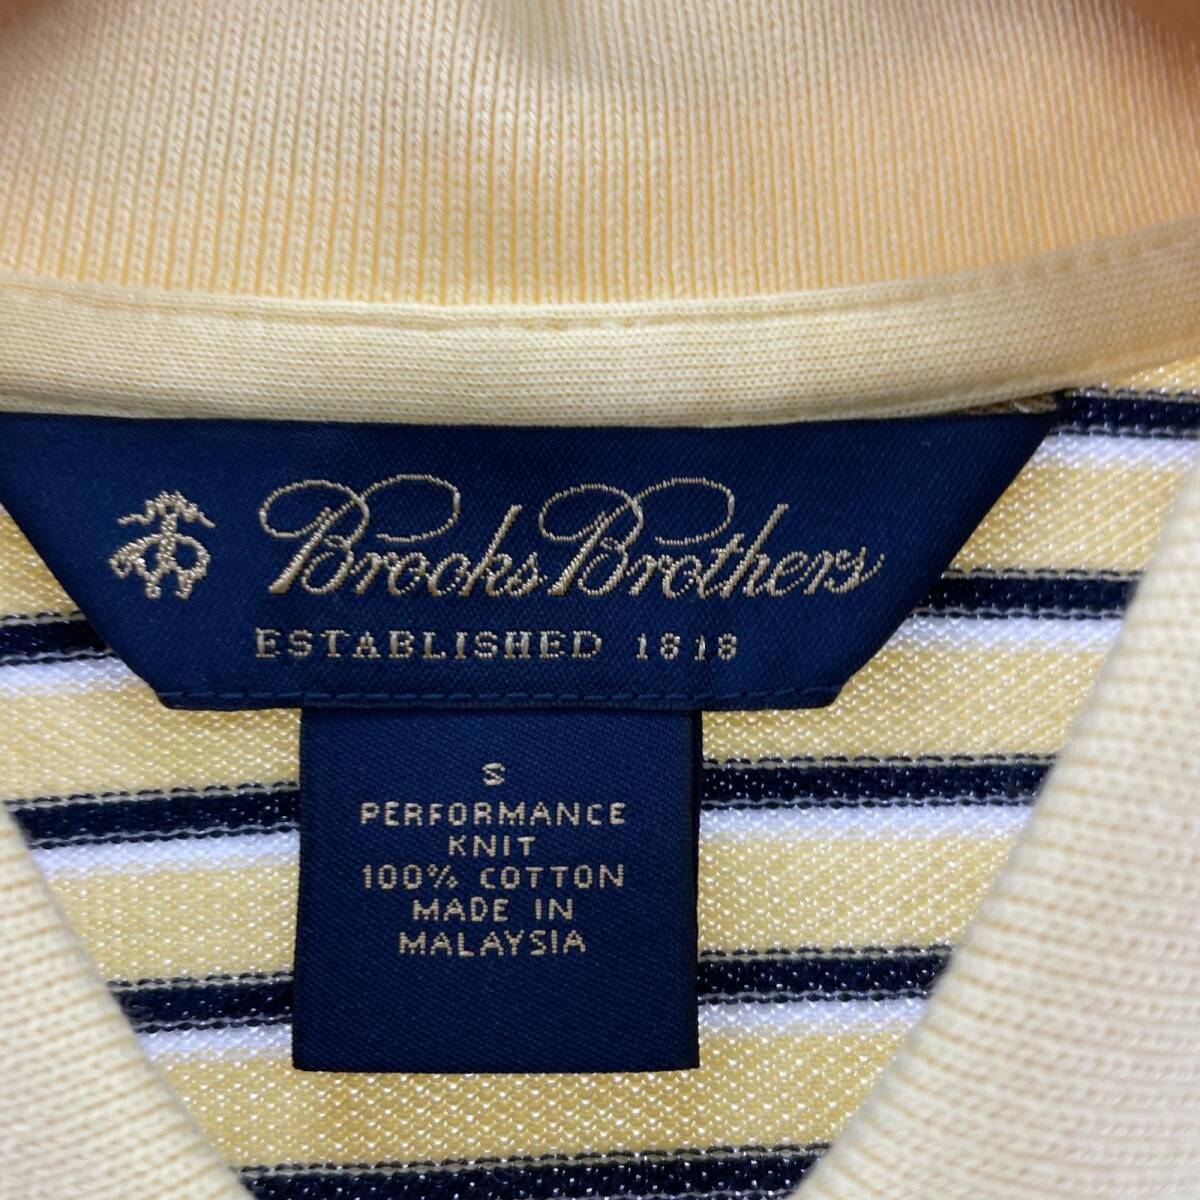 Brooks Brothers
ESTABLISHED 1818
S
PERFORMANCE
KNIT
100% COTTON
MADE IN
MALAYSIA